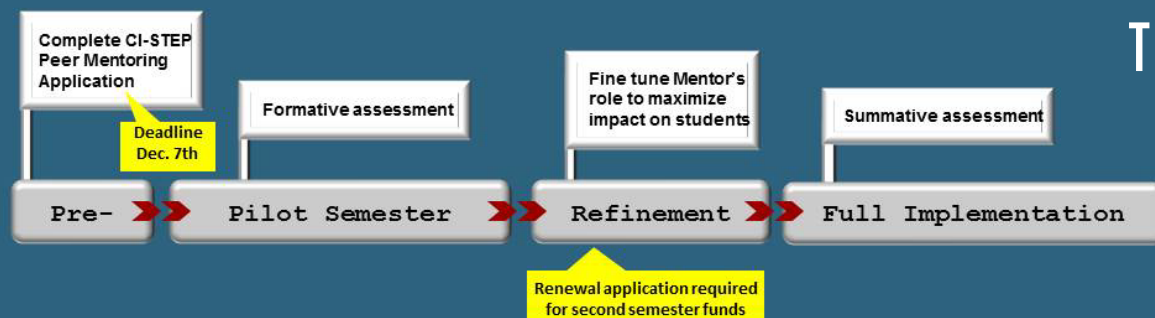 Complete CI-STEP
Peer Mentoring
Application
Deadline
Dec. 7th
Formative assessment
Fine tune Mentor's
role to maximize
impact on students
Summative assessment
T
Pre-
Pilot Semester
Refinement
Full Implementation
Renewal application required
for second semester funds